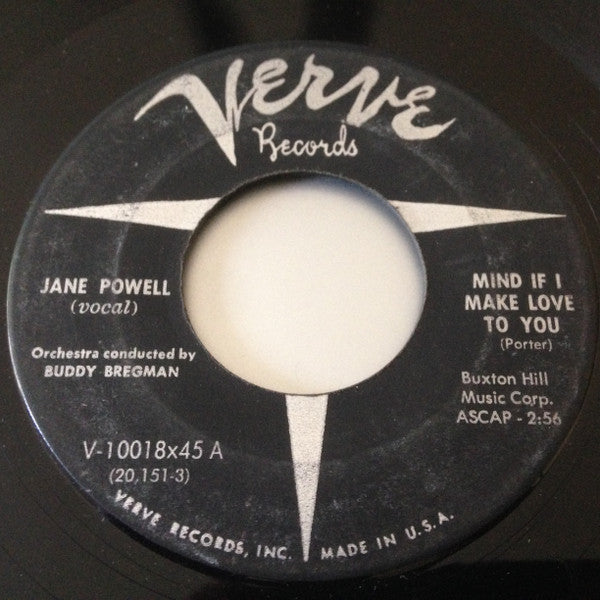 Verve
Records
JANE POWELL
(vocal)
Orchestra conducted by
BUDDY BREGMAN
MIND IF I
MAKE LOVE
TO YOU
(Porter)
Buxton Hill
Music Corp.
ASCAP - 2:56
V-10018x45 A
(20,151-3)
VERVE RECORDS, INC. MADE IN U.S.A.